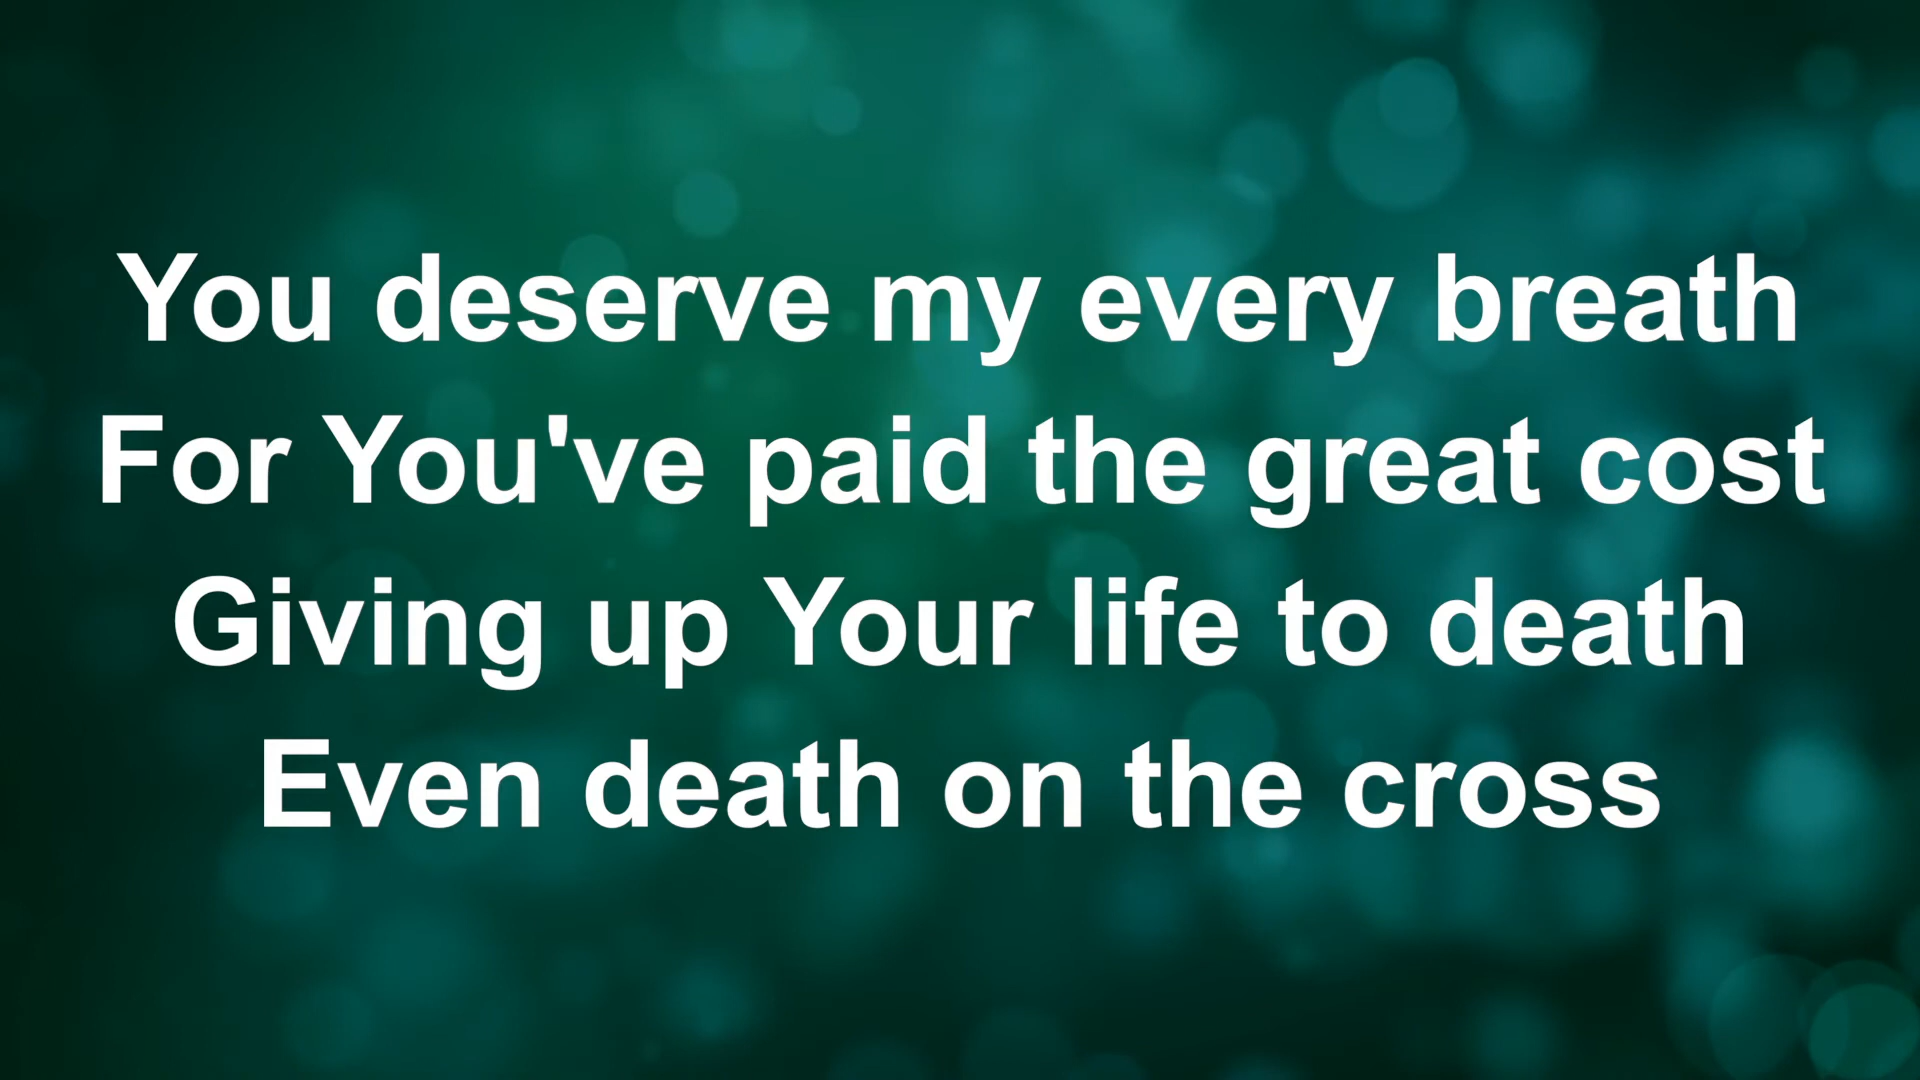 You deserve my every breath
For You've paid the great cost
Giving up Your life to death
Even death on the cross